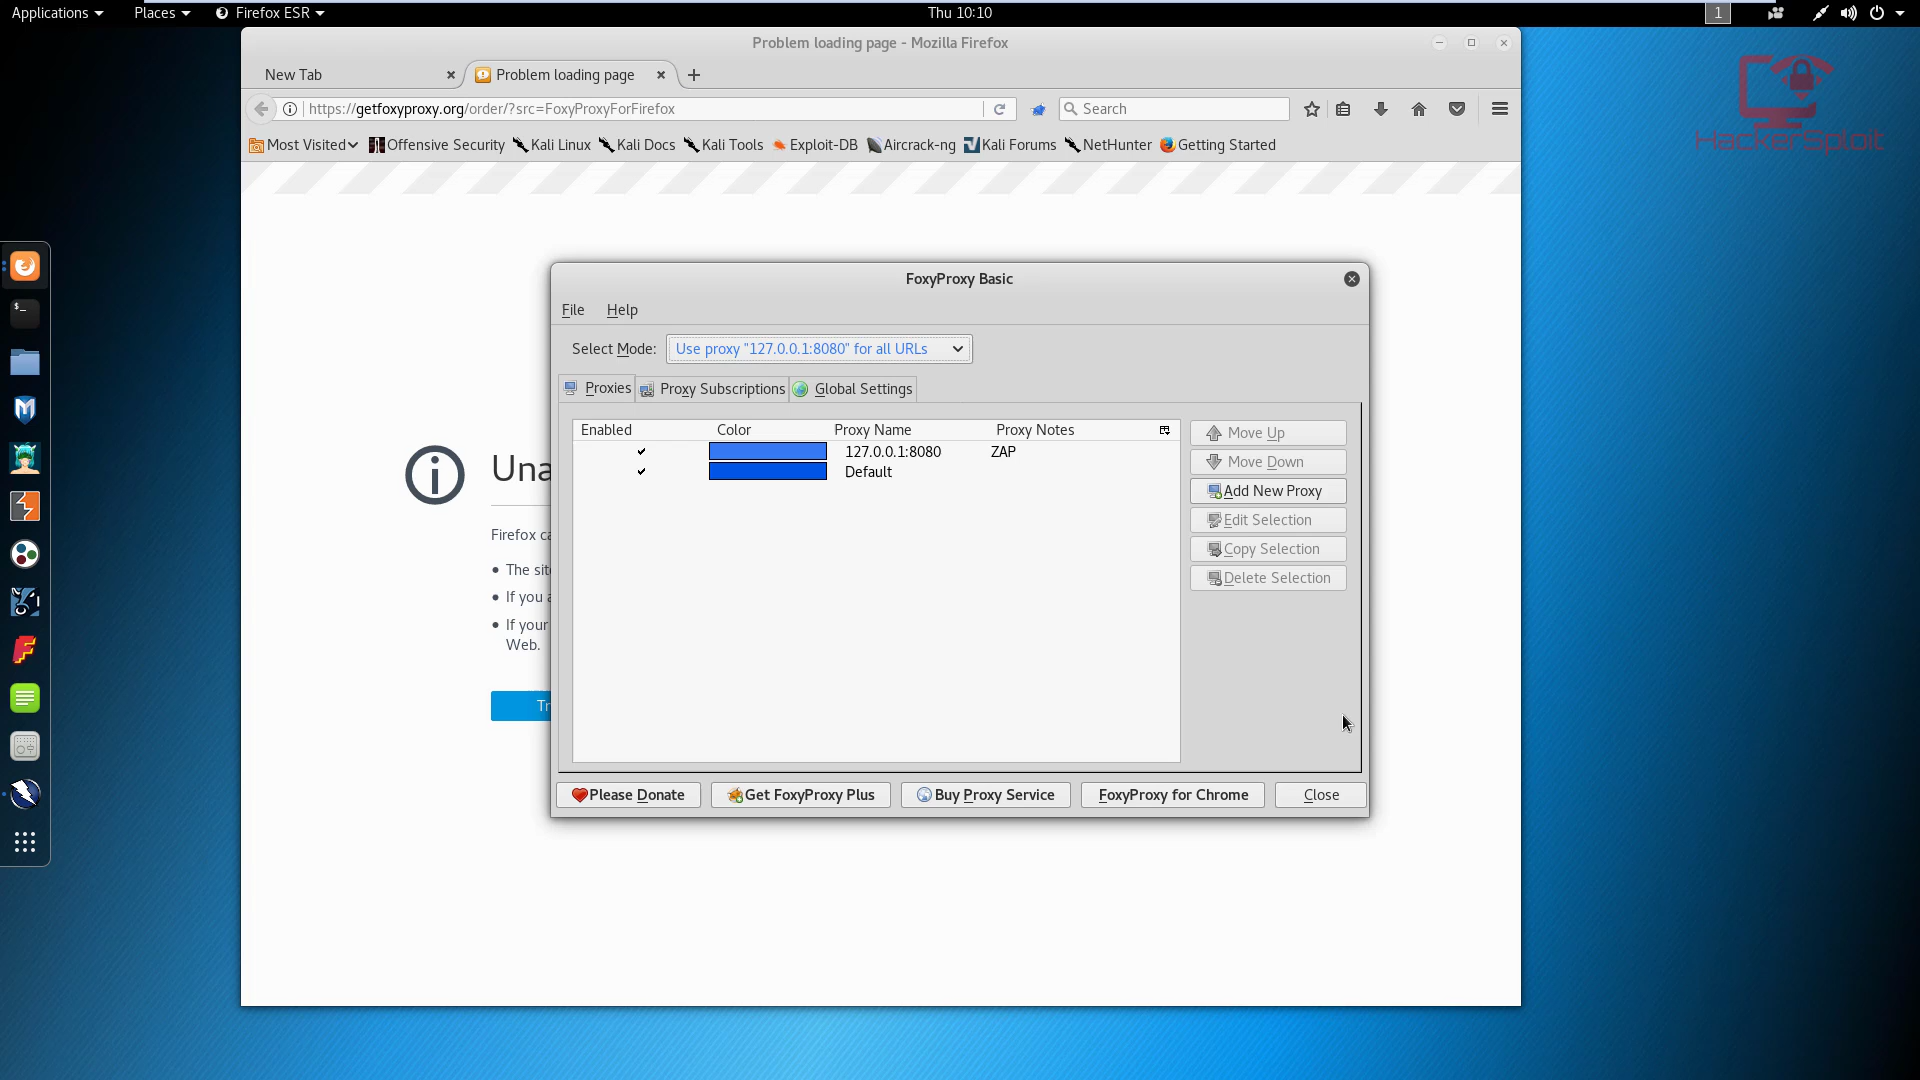 Applications Places Firefox ESR Thu 10:10 1
Problem loading page - Mozilla Firefox
New Tab Problem loading page
https://getfoxyproxy.org/order/?src=FoxyProxyForFirefox Search
Most Visited Offensive Security Kali Linux Kali Docs Kali Tools Exploit-DB Aircrack-ng Kali Forums NetHunter Getting Started
HackerSploit
FoxyProxy Basic
File Help
Select Mode: Use proxy "127.0.0.1:8080" for all URLs
Proxies Proxy Subscriptions Global Settings
Enabled Color Proxy Name Proxy Notes
127.0.0.1:8080 ZAP
Default
Move Up
Move Down
Add New Proxy
Edit Selection
Copy Selection
Delete Selection
Una
Firefox ca
The sit
If you a
If your
Web.
Tr
Please Donate Get FoxyProxy Plus Buy Proxy Service FoxyProxy for Chrome Close